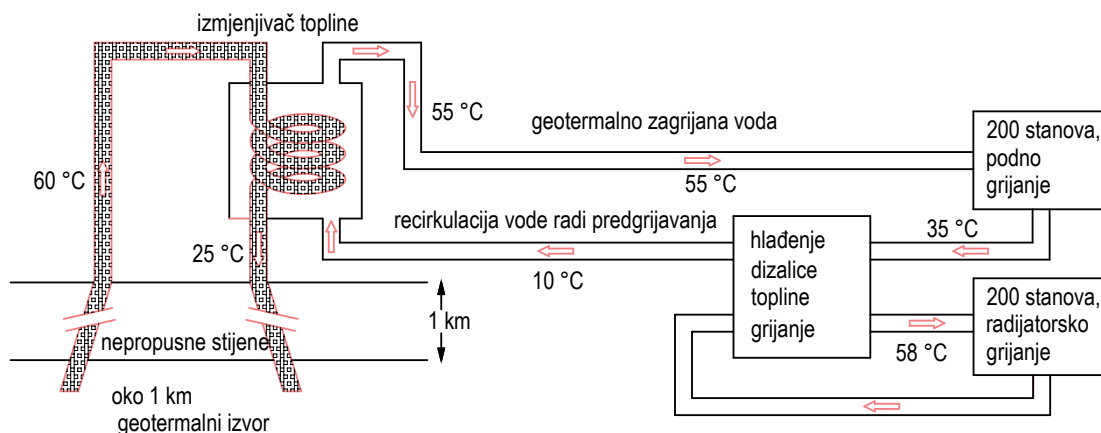 izmjenjivač topline
55 °C
geotermalno zagrijana voda
200 stanova,
podno
grijanje
60 °C
55 °C
recirkulacija vode radi predgrijavanja
hlađenje
dizalice
topline
grijanje
35 °C
25 °C
10 °C
200 stanova,
radijatorsko
grijanje
1 km
58 °C
nepropusne stijene
oko 1 km
geotermalni izvor